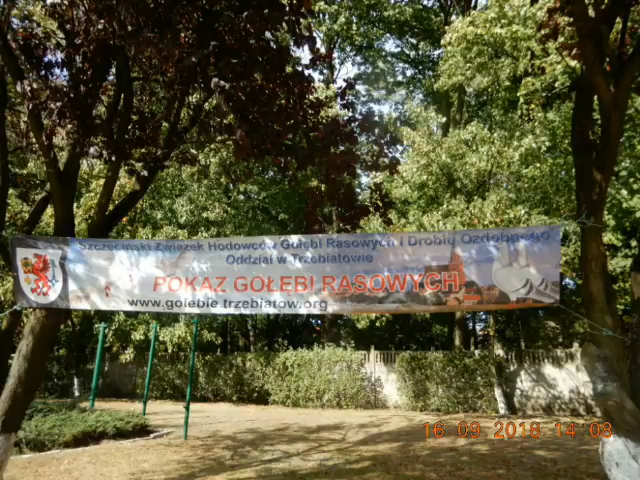 Szczeciński Związek Hodowców Gołębi Rasowych i Drobiu Ozdobnego
Oddział w Trzebiatowie
POKAZ GOŁĘBI RASOWYCH
www.golebie.trzebiatow.org
16 09 2018 14:08